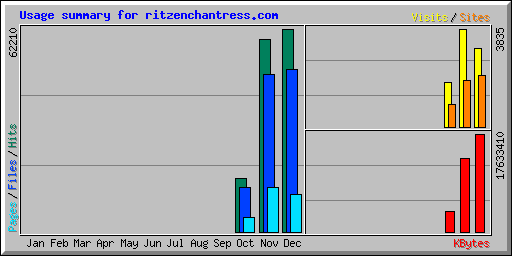 Usage summary for ritzenchantress.com
Visits / Sites
62210
3835
Pages / Files / Hits
17633410
Jan Feb Mar Apr May Jun Jul Aug Sep Oct Nov Dec
KBytes